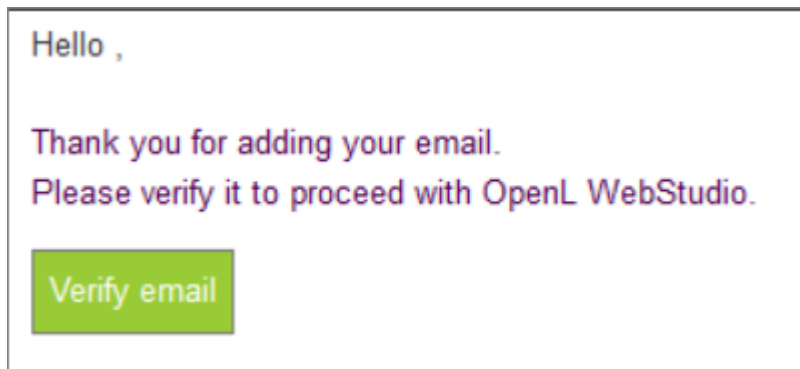 Hello ,
Thank you for adding your email.
Please verify it to proceed with OpenL WebStudio.
Verify email